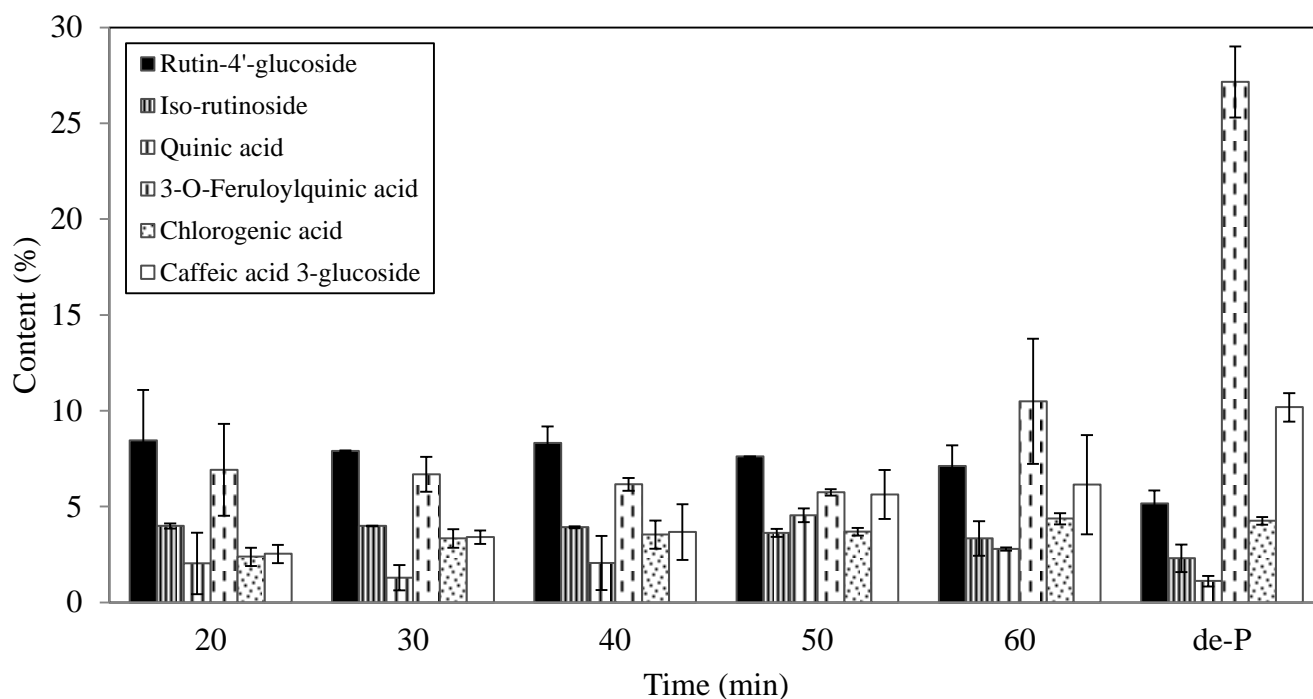 30
25
20
15
10
5
0
Content (%)
Rutin-4'-glucoside
Iso-rutinoside
Quinic acid
3-O-Feruloylquinic acid
Chlorogenic acid
Caffeic acid 3-glucoside
20 30 40 50 60 de-P
Time (min)